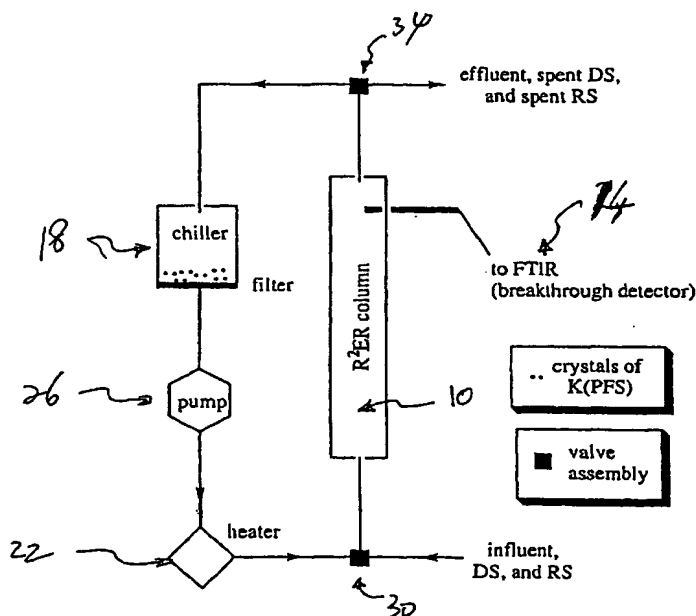 34
effluent, spent DS,
and spent RS
18
chiller
filter
14
to FTIR
(breakthrough detector)
R²ER column
crystals of
K(PFS)
26
pump
10
valve
assembly
heater
22
influent,
DS, and RS
30